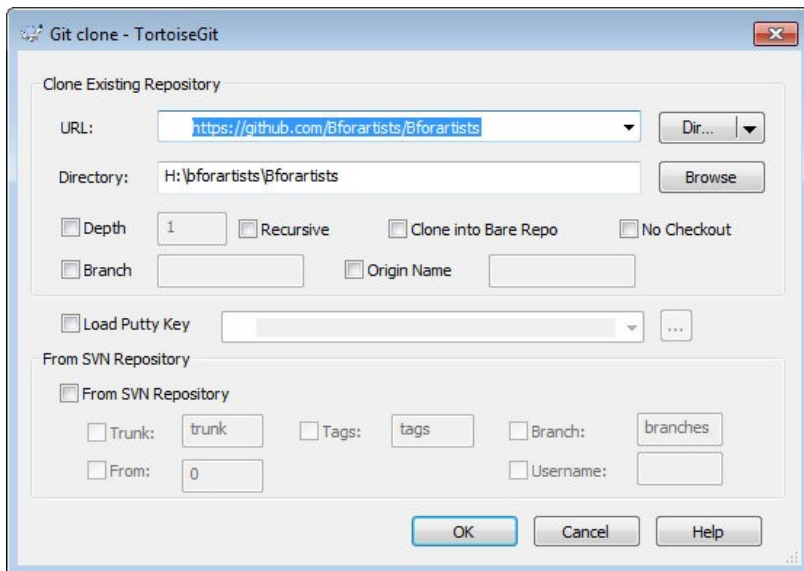 Git clone - TortoiseGit
Clone Existing Repository
URL: https://github.com/Bforartists/Bforartists Dir...
Directory: H:\bforartists\Bforartists Browse
Depth 1 Recursive Clone into Bare Repo No Checkout
Branch Origin Name
Load Putty Key ...
From SVN Repository
From SVN Repository
Trunk: trunk Tags: tags Branch: branches
From: 0 Username:
OK Cancel Help